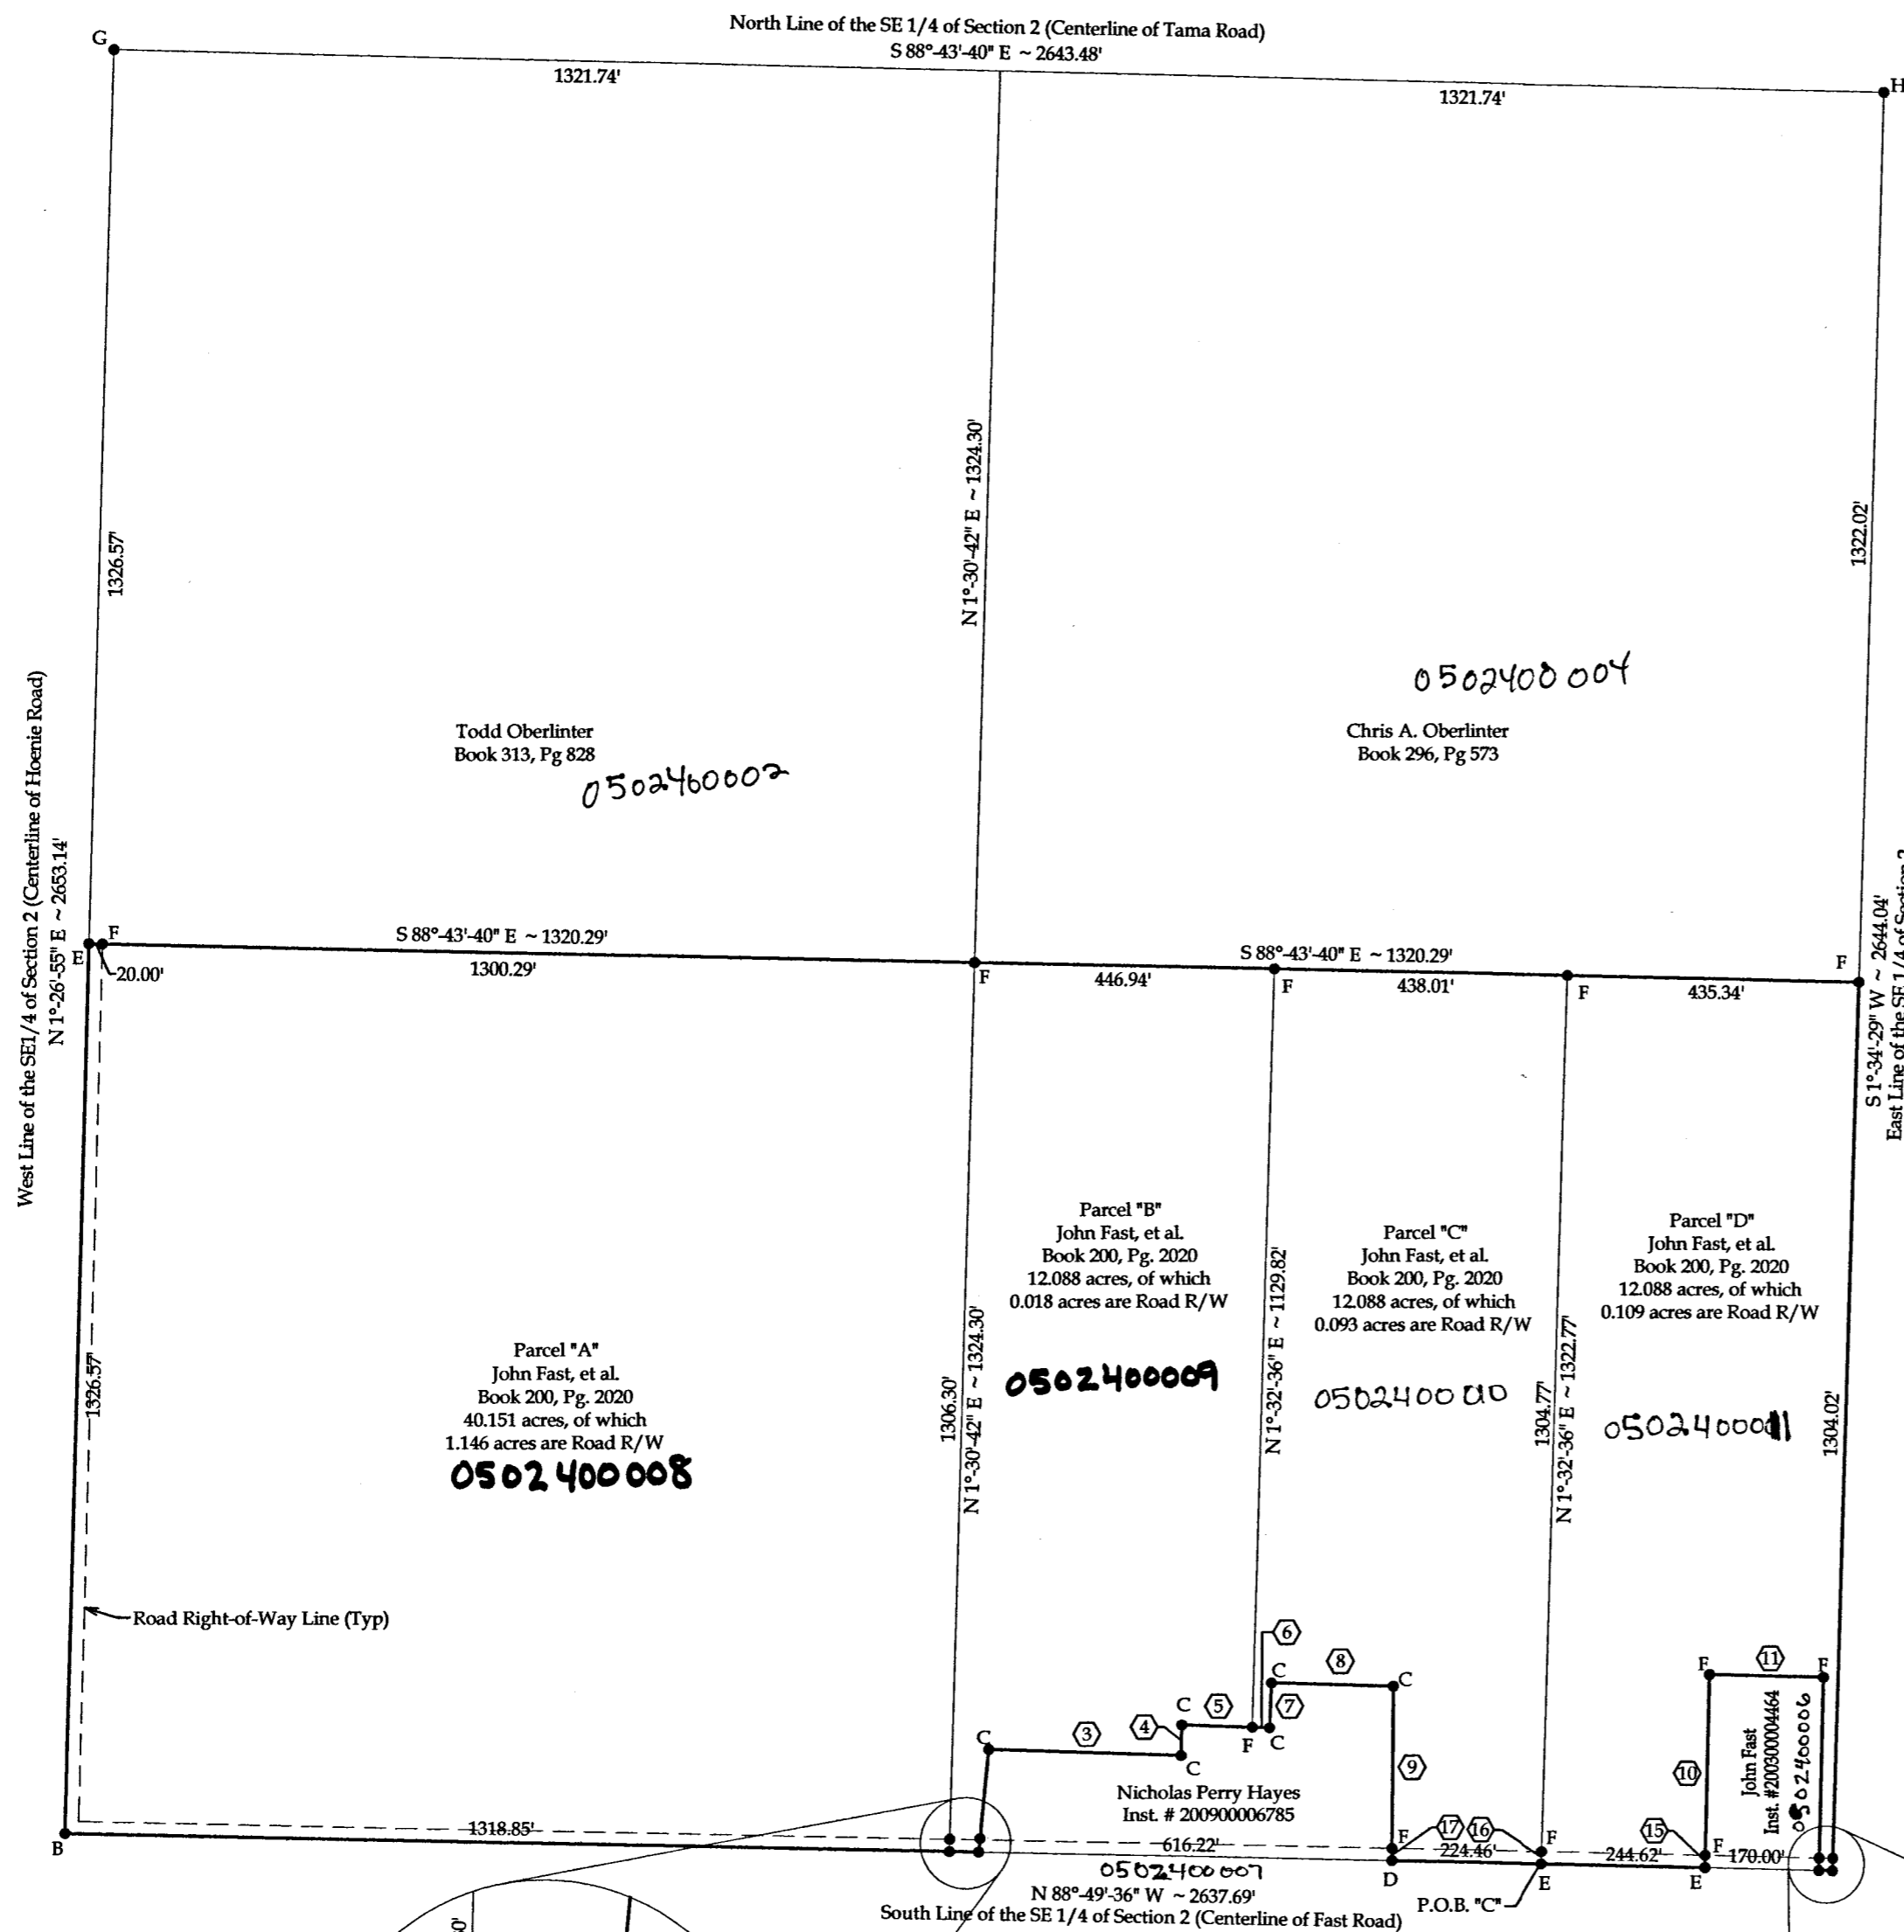 North Line of the SE 1/4 of Section 2 (Centerline of Tama Road)
S 88°-43'-40" E ~ 2643.48'
G
H
1321.74'
1321.74'
1326.57'
N 1°-30'-42" E ~ 1324.30'
1322.02'
0502400004
Todd Oberlinter
Book 313, Pg 828
0502400002
Chris A. Oberlinter
Book 296, Pg 573
West Line of the SE1/4 of Section 2 (Centerline of Hoenie Road)
N 1°-26'-55" E ~ 2653.14'
S 1°-34'-29" W ~ 2644.04'
East Line of the SE 1/4 of Section 2
E
F
20.00'
S 88°-43'-40" E ~ 1320.29'
1300.29'
F
S 88°-43'-40" E ~ 1320.29'
446.94'
F
438.01'
F
435.34'
F
Parcel "A"
John Fast, et al.
Book 200, Pg. 2020
40.151 acres, of which
1.146 acres are Road R/W
0502400008
1326.57'
1306.30'
N 1°-30'-42" E ~ 1324.30'
Parcel "B"
John Fast, et al.
Book 200, Pg. 2020
12.088 acres, of which
0.018 acres are Road R/W
0502400009
N 1°-32'-36" E ~ 1129.82'
Parcel "C"
John Fast, et al.
Book 200, Pg. 2020
12.088 acres, of which
0.093 acres are Road R/W
0502400010
1304.77'
N 1°-32'-36" E ~ 1322.77'
Parcel "D"
John Fast, et al.
Book 200, Pg. 2020
12.088 acres, of which
0.109 acres are Road R/W
0502400011
1304.02'
Road Right-of-Way Line (Typ)
6
C
8
C
C
5
7
4
F
C
C
3
C
9
F
11
F
10
John Fast
Inst. #200300004464
0502400006
Nicholas Perry Hayes
Inst. # 200900006785
B
1318.85'
616.22'
F
17
16
F
224.46'
15
F
244.62'
170.00'
D
E
E
0502400007
N 88°-49'-36" W ~ 2637.69'
P.O.B. "C"
South Line of the SE 1/4 of Section 2 (Centerline of Fast Road)